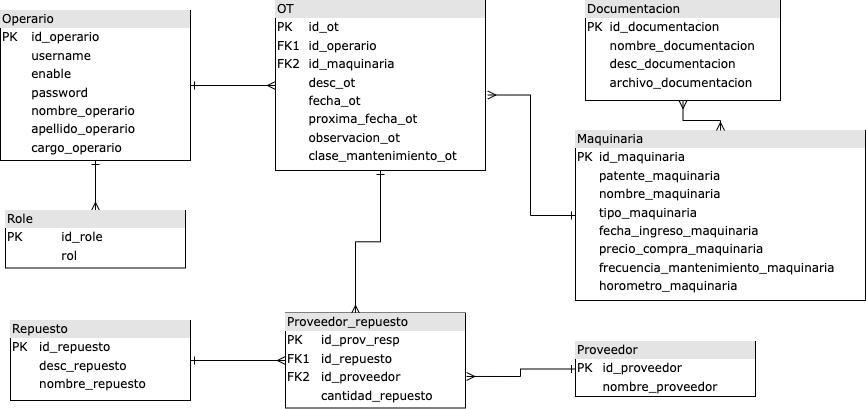 Operario
PK id_operario
username
enable
password
nombre_operario
apellido_operario
cargo_operario
OT
PK id_ot
FK1 id_operario
FK2 id_maquinaria
desc_ot
fecha_ot
proxima_fecha_ot
observacion_ot
clase_mantenimiento_ot
Documentacion
PK id_documentacion
nombre_documentacion
desc_documentacion
archivo_documentacion
Maquinaria
PK id_maquinaria
patente_maquinaria
nombre_maquinaria
tipo_maquinaria
fecha_ingreso_maquinaria
precio_compra_maquinaria
frecuencia_mantenimiento_maquinaria
horometro_maquinaria
Role
PK id_role
rol
Repuesto
PK id_repuesto
desc_repuesto
nombre_repuesto
Proveedor_repuesto
PK id_prov_resp
FK1 id_repuesto
FK2 id_proveedor
cantidad_repuesto
Proveedor
PK id_proveedor
nombre_proveedor